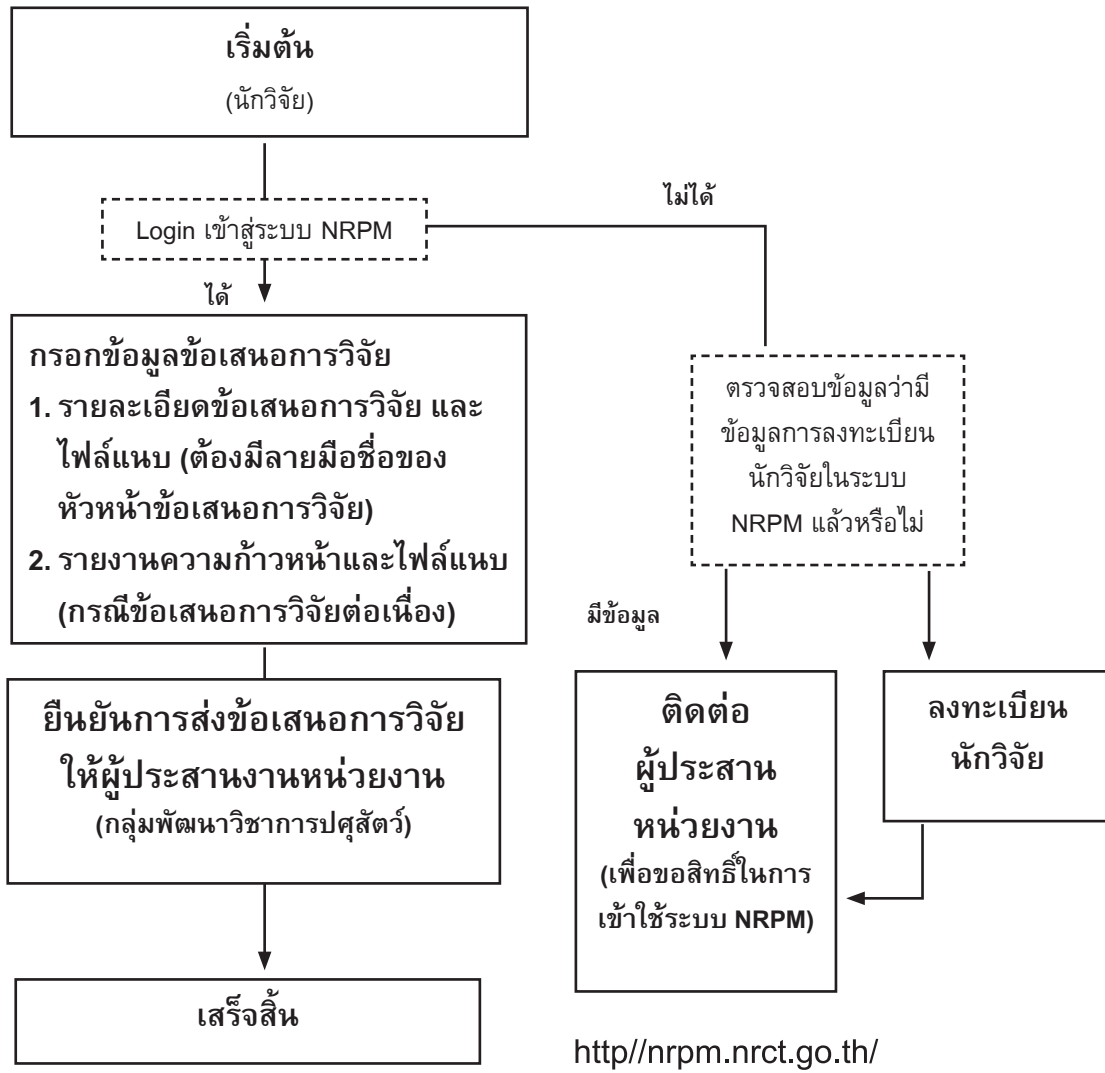 เริ่มต้น
(นักวิจัย)
ไม่ได้
Login เข้าสู่ระบบ NRPM
ได้
กรอกข้อมูลข้อเสนอการวิจัย
1. รายละเอียดข้อเสนอการวิจัย และ
ไฟล์แนบ (ต้องมีลายมือชื่อของ
หัวหน้าข้อเสนอการวิจัย)
2. รายงานความก้าวหน้าและไฟล์แนบ
(กรณีข้อเสนอการวิจัยต่อเนื่อง)
ตรวจสอบข้อมูลว่ามี
ข้อมูลการลงทะเบียน
นักวิจัยในระบบ
NRPM แล้วหรือไม่
มีข้อมูล
ยืนยันการส่งข้อเสนอการวิจัย
ให้ผู้ประสานงานหน่วยงาน
(กลุ่มพัฒนาวิชาการปศุสัตว์)
ติดต่อ
ผู้ประสาน
หน่วยงาน
(เพื่อขอสิทธิ์ในการ
เข้าใช้ระบบ NRPM)
ลงทะเบียน
นักวิจัย
เสร็จสิ้น
http//nrpm.nrct.go.th/